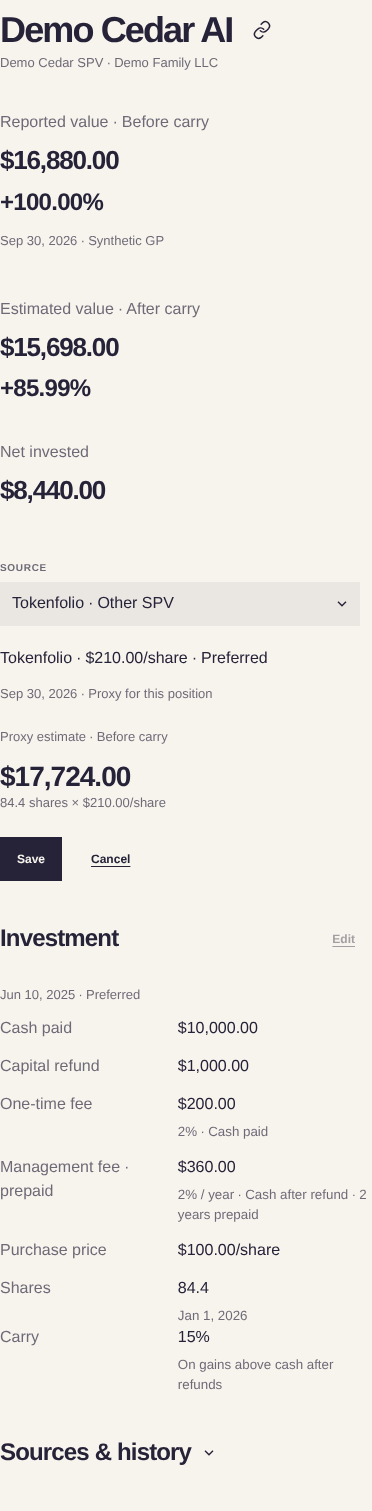 Demo Cedar AI
Demo Cedar SPV · Demo Family LLC
Reported value · Before carry
$16,880.00
+100.00%
Sep 30, 2026 · Synthetic GP
Estimated value · After carry
$15,698.00
+85.99%
Net invested
$8,440.00
SOURCE
Tokenfolio · Other SPV
Tokenfolio · $210.00/share · Preferred
Sep 30, 2026 · Proxy for this position
Proxy estimate · Before carry
$17,724.00
84.4 shares × $210.00/share
Save Cancel
Investment Edit
Jun 10, 2025 · Preferred
Cash paid $10,000.00
Capital refund $1,000.00
One-time fee $200.00
2% · Cash paid
Management fee · $360.00
prepaid 2% / year · Cash after refund · 2
years prepaid
Purchase price $100.00/share
Shares 84.4
Jan 1, 2026
Carry 15%
On gains above cash after
refunds
Sources & history